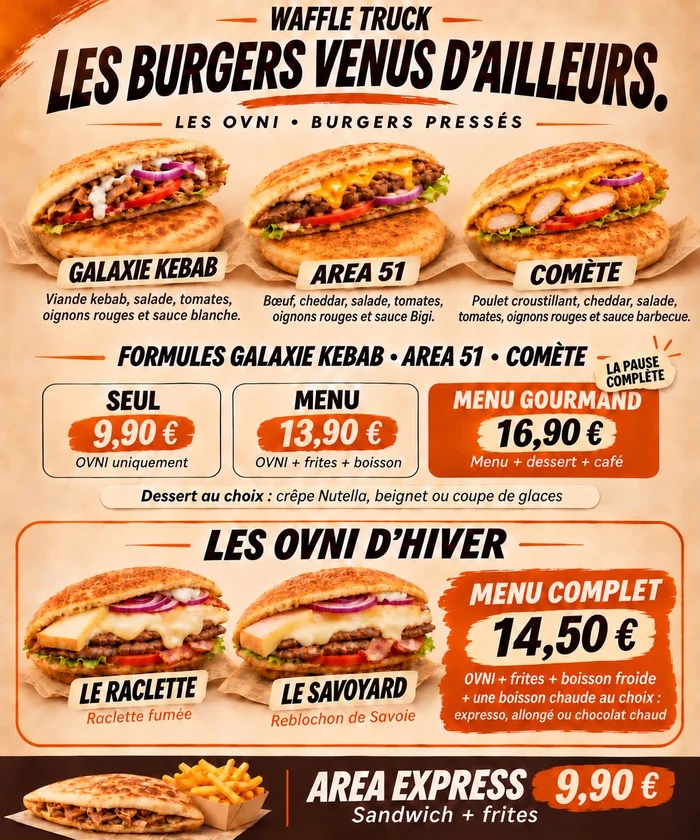 WAFFLE TRUCK
LES BURGERS VENUS D'AILLEURS.
LES OVNI • BURGERS PRESSÉS
GALAXIE KEBAB
Viande kebab, salade, tomates,
oignons rouges et sauce blanche.
AREA 51
Bœuf, cheddar, salade, tomates,
oignons rouges et sauce Bigi.
COMÈTE
Poulet croustillant, cheddar, salade,
tomates, oignons rouges et sauce barbecue.
FORMULES GALAXIE KEBAB • AREA 51 • COMÈTE
LA PAUSE
COMPLÈTE
SEUL
9,90 €
OVNI uniquement
MENU
13,90 €
OVNI + frites + boisson
MENU GOURMAND
16,90 €
Menu + dessert + café
Dessert au choix : crêpe Nutella, beignet ou coupe de glaces
LES OVNI D'HIVER
LE RACLETTE
Raclette fumée
LE SAVOYARD
Reblochon de Savoie
MENU COMPLET
14,50 €
OVNI + frites + boisson froide
+ une boisson chaude au choix :
expresso, allongé ou chocolat chaud
AREA EXPRESS 9,90 €
Sandwich + frites